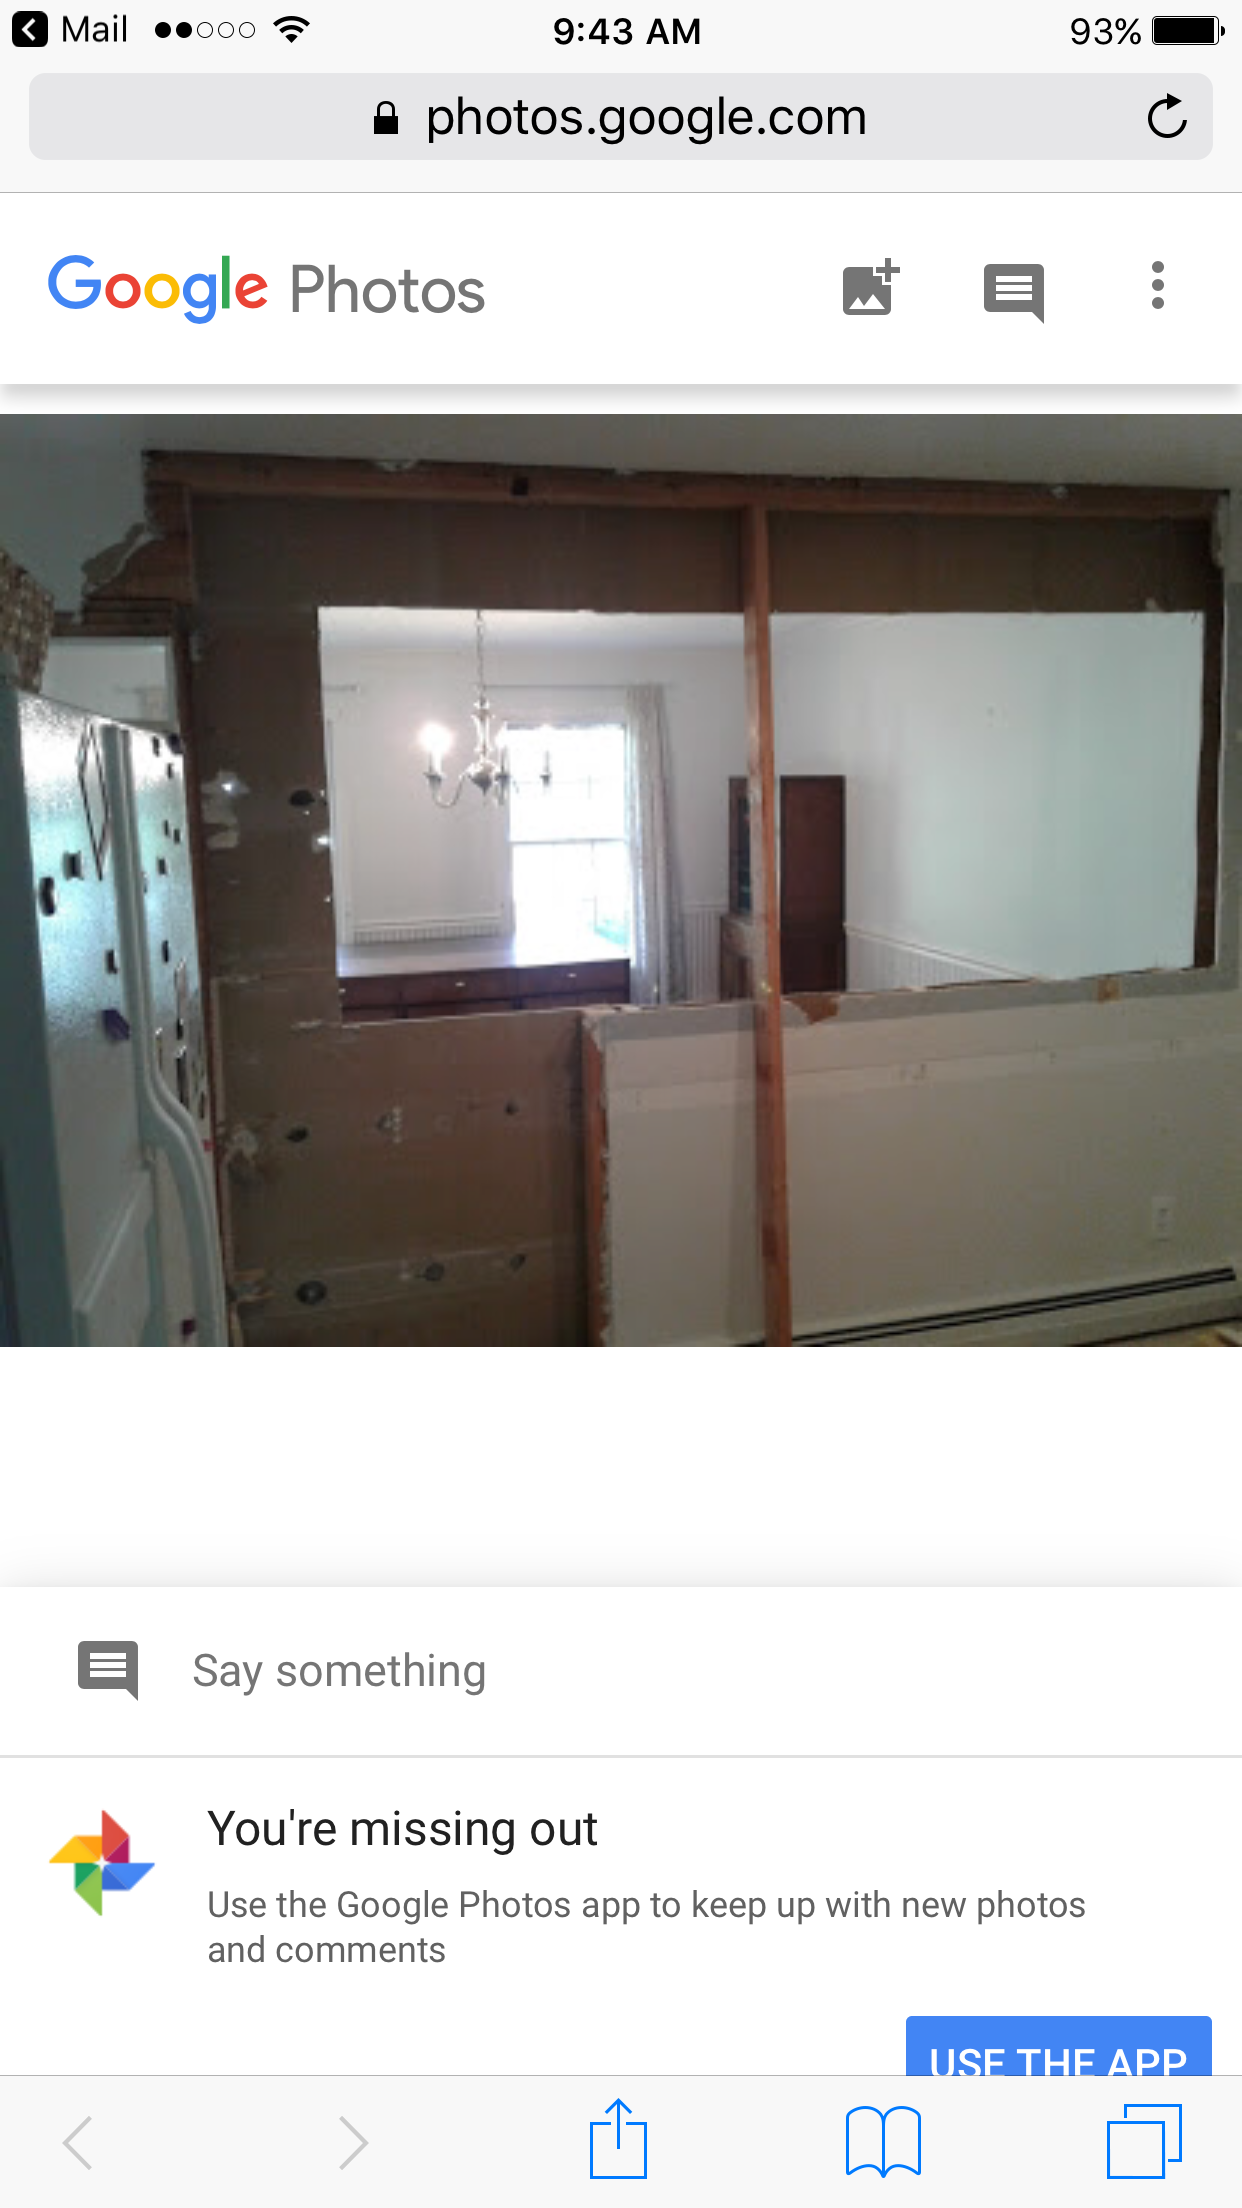 Mail 9:43 AM 93%
photos.google.com
Google Photos
Say something
You're missing out
Use the Google Photos app to keep up with new photos
and comments
USE THE APP